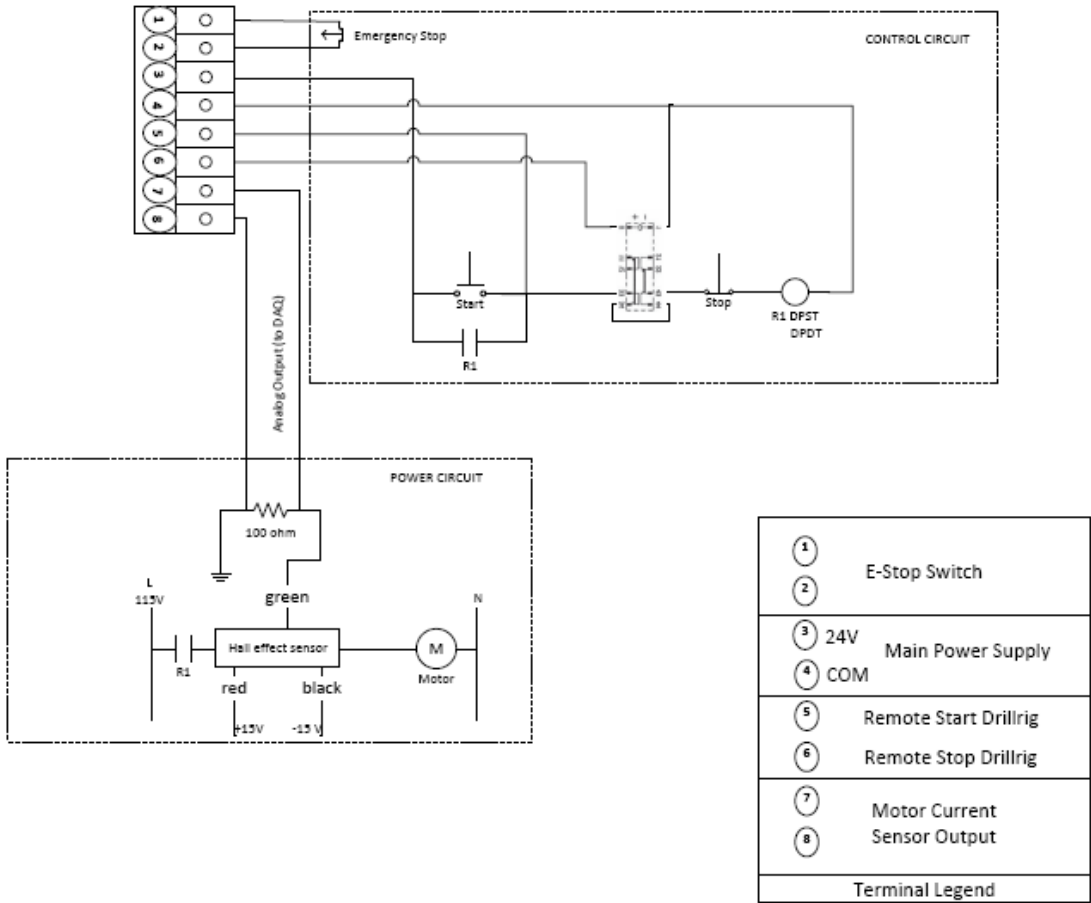 1
2
3
4
5
6
7
8
Emergency Stop
CONTROL CIRCUIT
Start
Stop
R1 DPST
DPDT
R1
Analog Output (to DAQ)
POWER CIRCUIT
100 ohm
L
115V
green
N
Hall effect sensor
M
R1
Motor
red
black
+15V
-15 V
1
E-Stop Switch
2
3 24V
Main Power Supply
4 COM
5 Remote Start Drillrig
6 Remote Stop Drillrig
7
Motor Current
8 Sensor Output
Terminal Legend